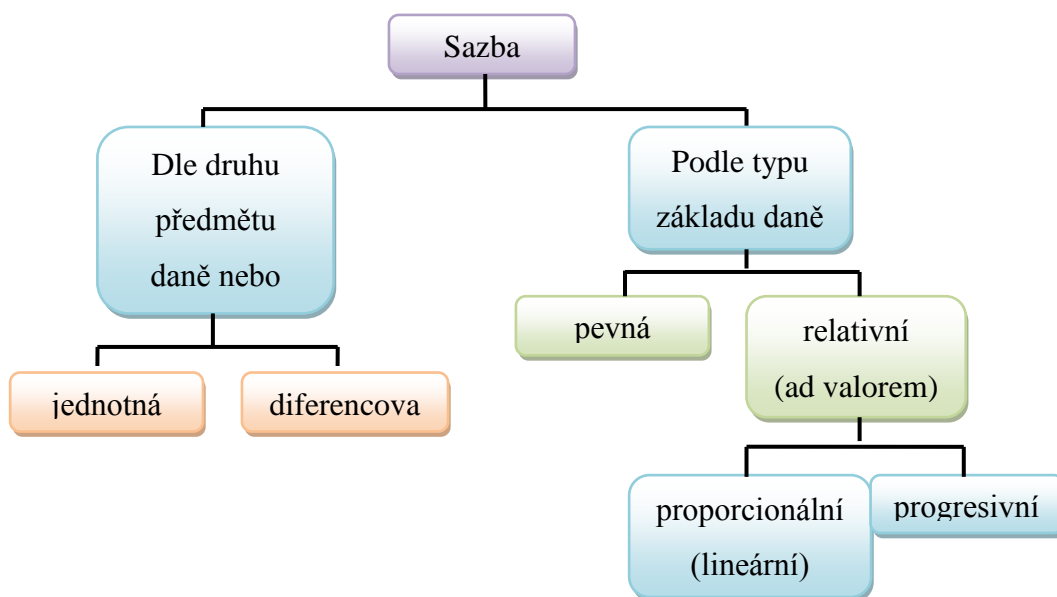 Sazba
Dle druhu
předmětu
daně nebo
Podle typu
základu daně
jednotná
diferencova
pevná
relativní
(ad valorem)
proporcionální
(lineární)
progresivní